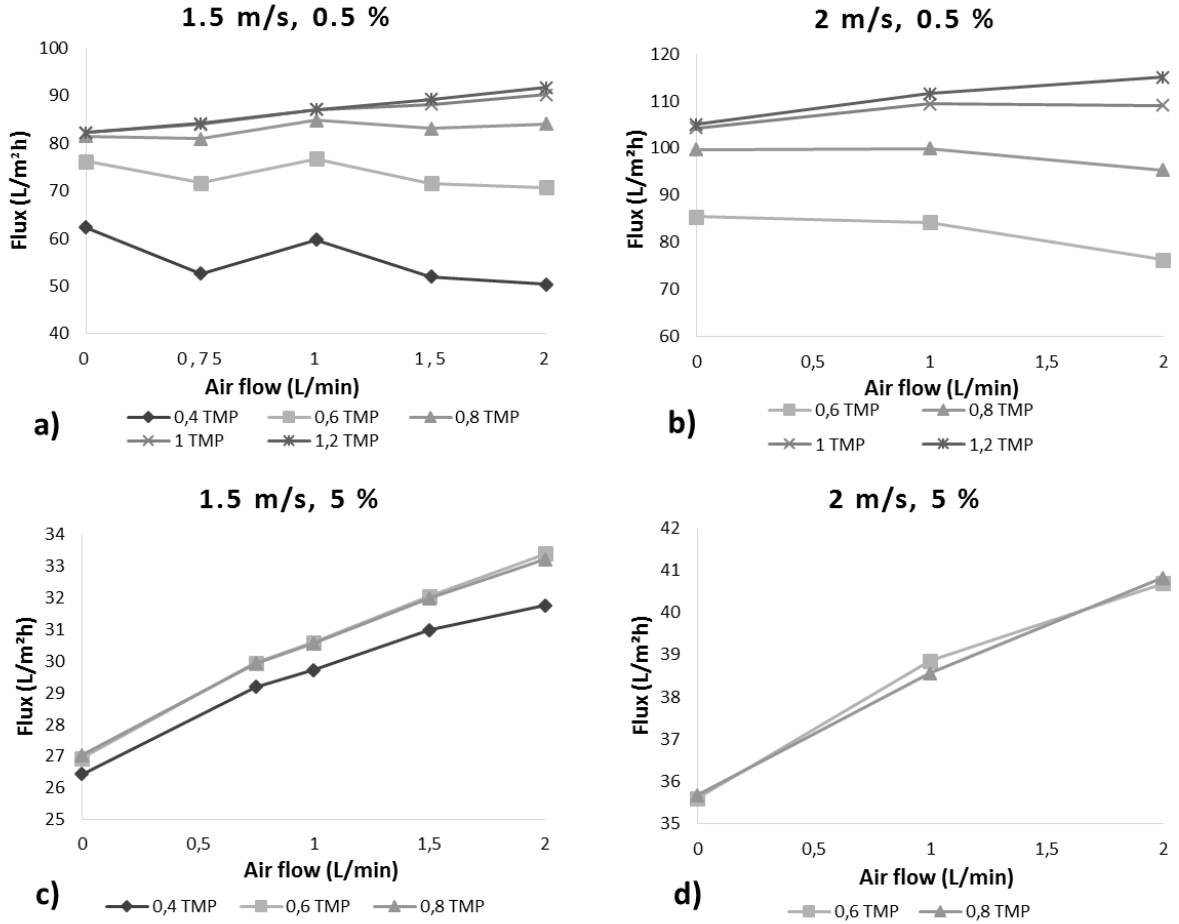 1.5 m/s, 0.5 %
Flux (L/m²h)
100
90
80
70
60
50
40
0 0,75 1 1,5 2
Air flow (L/min)
a)
0,4 TMP 0,6 TMP 0,8 TMP
1 TMP 1,2 TMP
2 m/s, 0.5 %
Flux (L/m²h)
120
110
100
90
80
70
60
0 0,5 1 1,5 2
Air flow (L/min)
b)
0,6 TMP 0,8 TMP
1 TMP 1,2 TMP
1.5 m/s, 5 %
Flux (L/m²h)
34
33
32
31
30
29
28
27
26
25
0 0,5 1 1,5 2
Air flow (L/min)
c)
0,4 TMP 0,6 TMP 0,8 TMP
2 m/s, 5 %
Flux (L/m²h)
42
41
40
39
38
37
36
35
0 0,5 1 1,5 2
Air flow (L/min)
d)
0,6 TMP 0,8 TMP